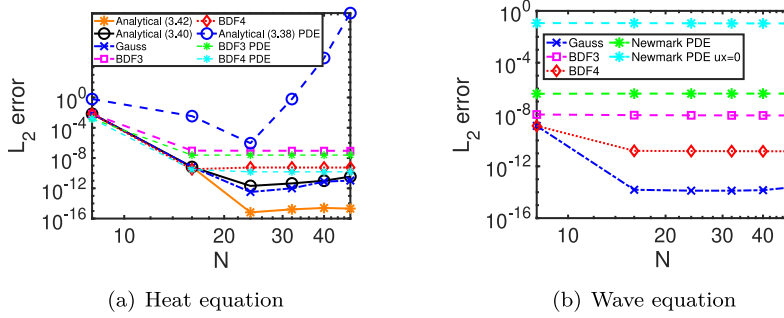 Analytical (3.42)
Analytical (3.40)
Gauss
BDF3
BDF4
Analytical (3.38) PDE
BDF3 PDE
BDF4 PDE
L2 error
10^0
10^-4
10^-8
10^-12
10^-16
10 20 30 40
N
(a) Heat equation
Gauss
BDF3
BDF4
Newmark PDE
Newmark PDE ux=0
L2 error
10^0
10^-4
10^-8
10^-12
10^-16
10 20 30 40
N
(b) Wave equation